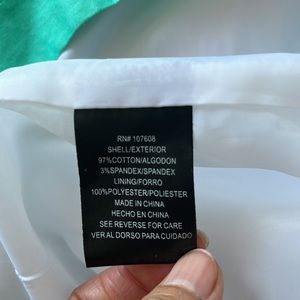 RN# 107608
SHELL/EXTERIOR
97%COTTON/ALGODON
3%SPANDEX/SPANDEX
LINING/FORRO
100%POLYESTER/POLIESTER
MADE IN CHINA
HECHO EN CHINA
SEE REVERSE FOR CARE
VER AL DORSO PARA CUIDADO